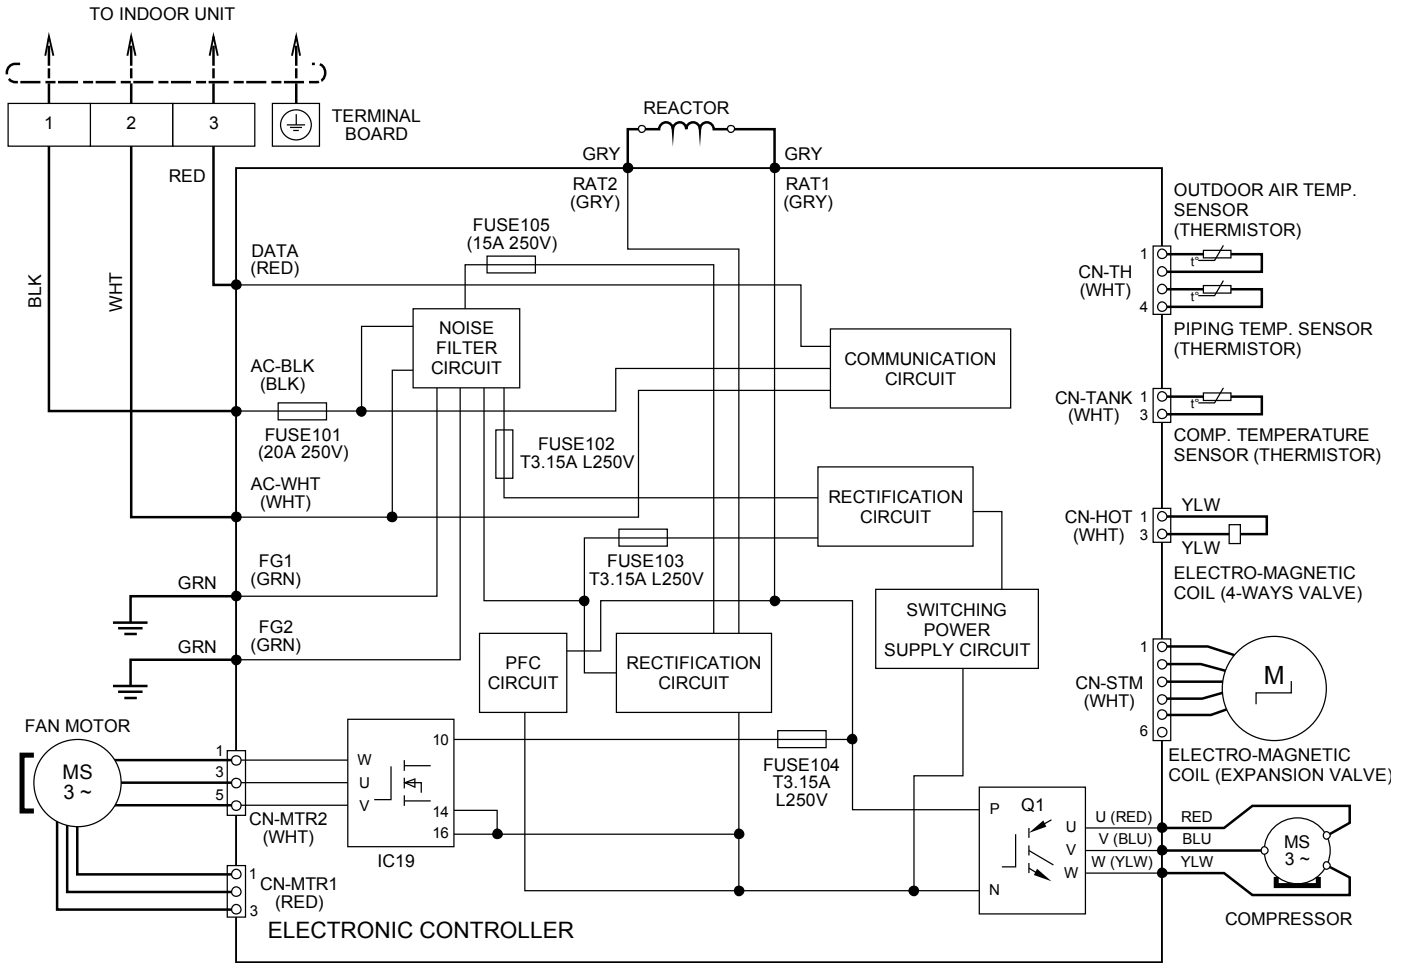 TO INDOOR UNIT
1
2
3
TERMINAL
BOARD
REACTOR
GRY
GRY
RED
RAT2
(GRY)
RAT1
(GRY)
BLK
WHT
DATA
(RED)
FUSE105
(15A 250V)
OUTDOOR AIR TEMP.
SENSOR
(THERMISTOR)
1
t°
CN-TH
(WHT)
t°
4
NOISE
FILTER
CIRCUIT
PIPING TEMP. SENSOR
(THERMISTOR)
COMMUNICATION
CIRCUIT
AC-BLK
(BLK)
FUSE101
(20A 250V)
CN-TANK
(WHT)
1
3
t°
COMP. TEMPERATURE
SENSOR (THERMISTOR)
FUSE102
T3.15A L250V
AC-WHT
(WHT)
RECTIFICATION
CIRCUIT
CN-HOT
(WHT)
1
3
YLW
YLW
ELECTRO-MAGNETIC
COIL (4-WAYS VALVE)
FUSE103
T3.15A L250V
GRN
FG1
(GRN)
GRN
FG2
(GRN)
SWITCHING
POWER
SUPPLY CIRCUIT
PFC
CIRCUIT
RECTIFICATION
CIRCUIT
1
CN-STM
(WHT)
6
M
ELECTRO-MAGNETIC
COIL (EXPANSION VALVE)
FAN MOTOR
MS
3 ~
1
3
5
CN-MTR2
(WHT)
W
U
V
10
14
16
IC19
FUSE104
T3.15A
L250V
P
Q1
U
V
W
N
U (RED)
V (BLU)
W (YLW)
RED
BLU
YLW
MS
3 ~
COMPRESSOR
1
CN-MTR1
(RED)
3
ELECTRONIC CONTROLLER